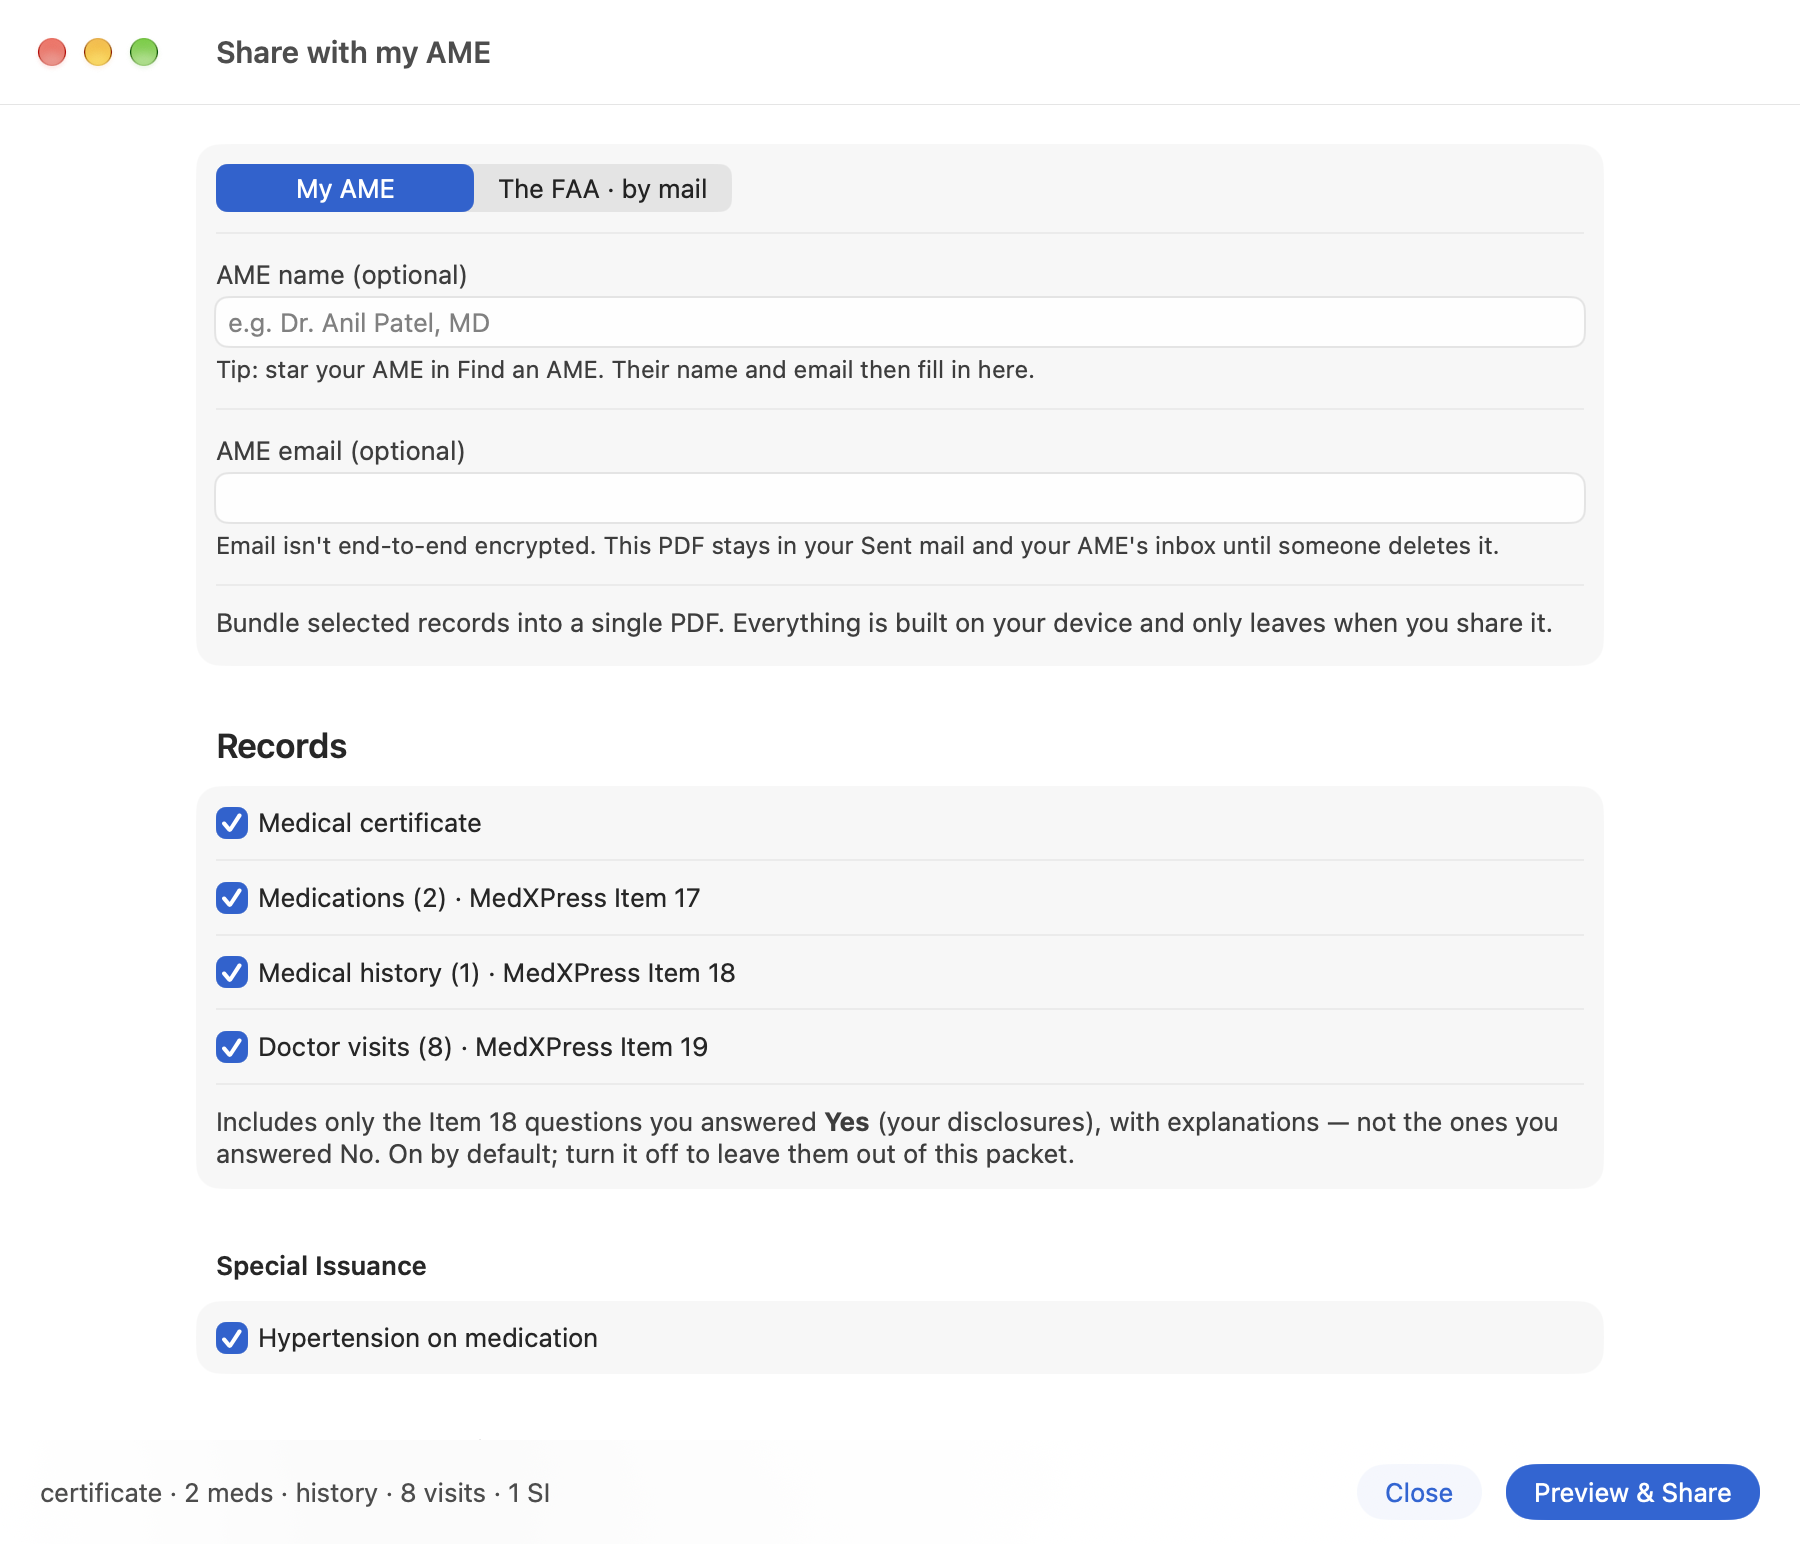 Share with my AME
My AME
The FAA · by mail
AME name (optional)
e.g. Dr. Anil Patel, MD
Tip: star your AME in Find an AME. Their name and email then fill in here.
AME email (optional)
Email isn't end-to-end encrypted. This PDF stays in your Sent mail and your AME's inbox until someone deletes it.
Bundle selected records into a single PDF. Everything is built on your device and only leaves when you share it.
Records
Medical certificate
Medications (2) · MedXPress Item 17
Medical history (1) · MedXPress Item 18
Doctor visits (8) · MedXPress Item 19
Includes only the Item 18 questions you answered Yes (your disclosures), with explanations — not the ones you
answered No. On by default; turn it off to leave them out of this packet.
Special Issuance
Hypertension on medication
certificate · 2 meds · history · 8 visits · 1 SI
Close
Preview & Share